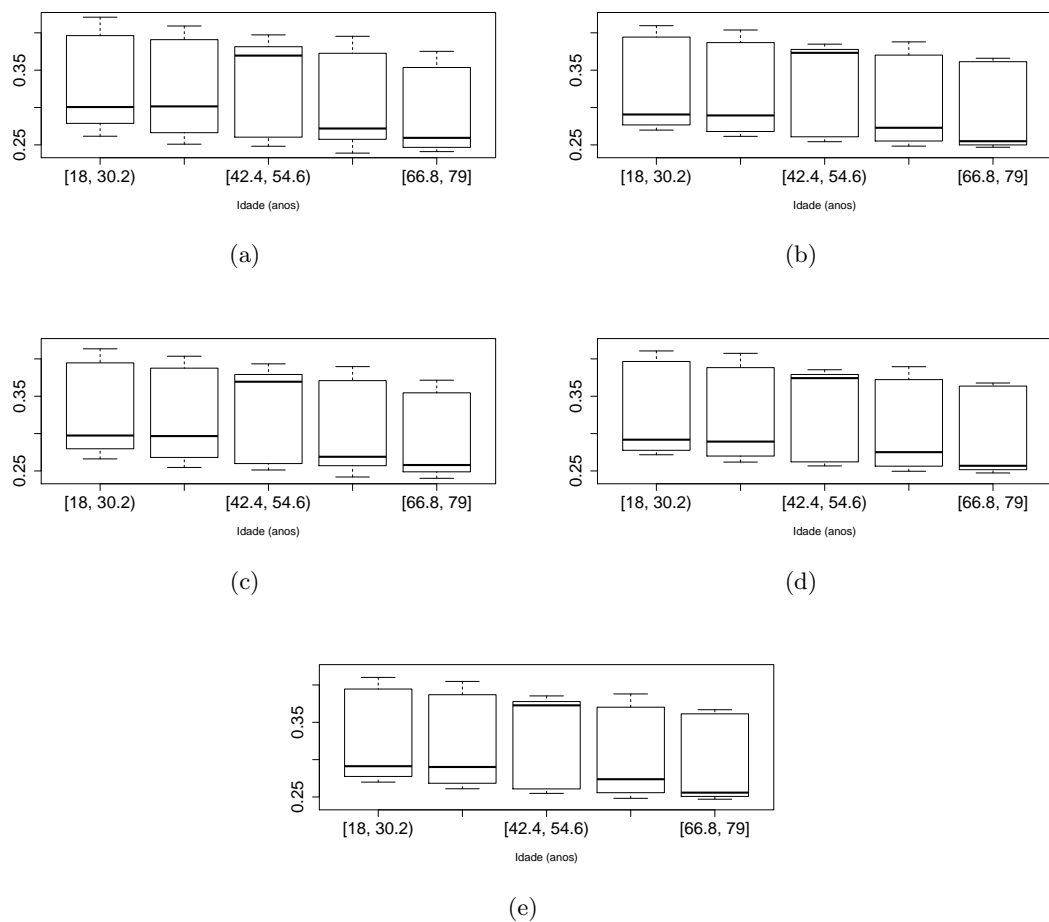 0.35
0.25
[18, 30.2) [42.4, 54.6) [66.8, 79]
Idade (anos)
(a)
0.35
0.25
[18, 30.2) [42.4, 54.6) [66.8, 79]
Idade (anos)
(b)
0.35
0.25
[18, 30.2) [42.4, 54.6) [66.8, 79]
Idade (anos)
(c)
0.35
0.25
[18, 30.2) [42.4, 54.6) [66.8, 79]
Idade (anos)
(d)
0.35
0.25
[18, 30.2) [42.4, 54.6) [66.8, 79]
Idade (anos)
(e)